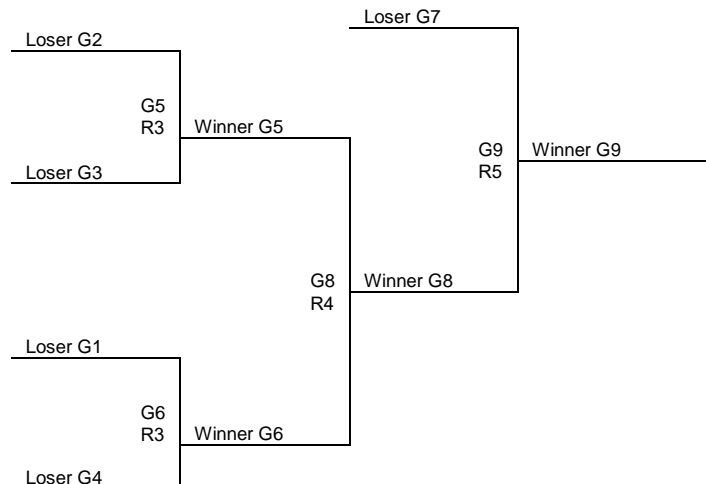 Loser G7
Loser G2
G5
R3
Winner G5
G9
R5
Winner G9
Loser G3
G8
R4
Winner G8
Loser G1
G6
R3
Winner G6
Loser G4